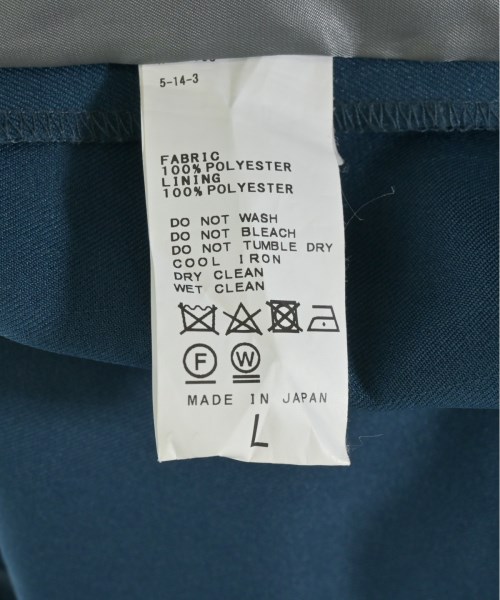 5-14-3
FABRIC
100% POLYESTER
LINING
100% POLYESTER
DO NOT WASH
DO NOT BLEACH
DO NOT TUMBLE DRY
COOL IRON
DRY CLEAN
WET CLEAN
F W
MADE IN JAPAN
L